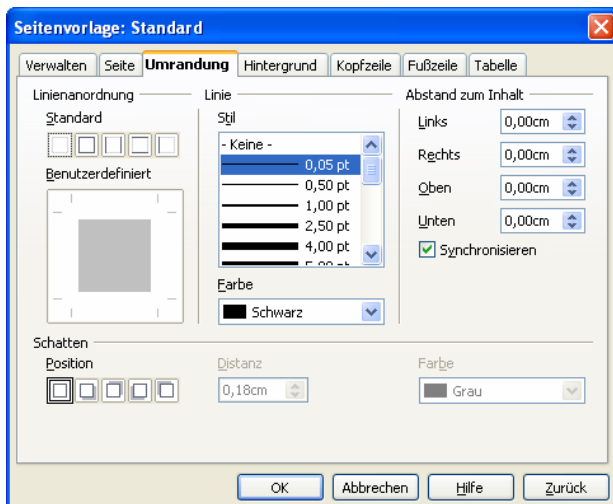 Seitenvorlage: Standard
Verwalten Seite Umrandung Hintergrund Kopfzeile Fußzeile Tabelle
Linienanordnung
Standard
Benutzerdefiniert
Linie
Stil
- Keine -
0,05 pt
0,50 pt
1,00 pt
2,50 pt
4,00 pt
5,00 pt
Farbe
Schwarz
Abstand zum Inhalt
Links 0,00cm
Rechts 0,00cm
Oben 0,00cm
Unten 0,00cm
Synchronisieren
Schatten
Position
Distanz
0,18cm
Farbe
Grau
OK Abbrechen Hilfe Zurück